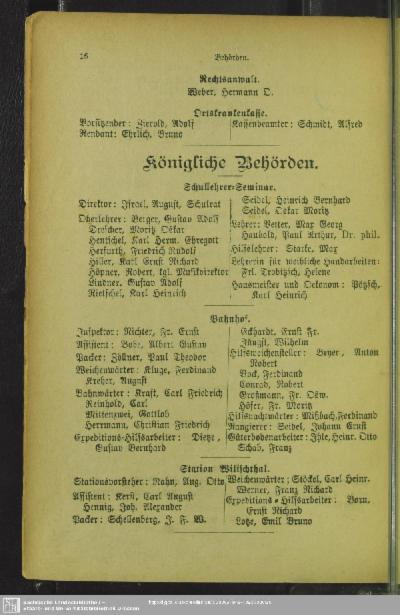 16
Behörden.
Rechtsanwalt.
Weber, Hermann O.
Ortskrankenkasse.
Vorsitzender: Zierold, Adolf
Rendant: Ehrlich, Bruno
Kassenbeamter: Schmidt, Alfred
Königliche Behörden.
Schullehrer-Seminar.
Direktor: Israel, August, Schulrat
Oberlehrer: Berger, Gustav Adolf
Drescher, Moritz Oskar
Hentschel, Karl Herm. Ehregott
Herfurth, Friedrich Rudolf
Hiller, Karl Ernst Richard
Höpner, Robert, kgl. Musikdirektor
Lindner, Gustav Adolf
Rietschel, Karl Heinrich
Seidel, Heinrich Bernhard
Seidel, Oskar Moritz
Lehrer: Vetter, Max Georg
Haubold, Paul Arthur, Dr. phil.
Hilfslehrer: Starke, Max
Lehrerin für weibliche Handarbeiten:
Frl. Trobitzsch, Helene
Hausmeister und Oekonom: Pötzsch,
Karl Heinrich
Bahnhof.
Inspektor: Richter, Fr. Ernst
Assistent: Bode, Albert Gustav
Packer: Zöllner, Paul Theodor
Weichenwärter: Kluge, Ferdinand
Kreher, August
Bahnwärter: Kraft, Carl Friedrich
Reinhold, Carl
Mittenzwei, Gottlob
Herrmann, Christian Friedrich
Expeditions-Hilfsarbeiter: Dietze,
Gustav Bernhard
Eckhardt, Ernst Fr.
Jüngst, Wilhelm
Hilfsweichensteller: Beyer, Anton
Robert
Bock, Ferdinand
Conrad, Robert
Großmann, Fr. Osw.
Höfer, Fr. Moritz
Hilfsnachtwärter: Mißbach, Ferdinand
Rangierer: Seidel, Johann Ernst
Güterbodenarbeiter: Ihle, Heinr. Otto
Schab, Franz
Station Wilischthal.
Stationsvorsteher: Rahn, Aug. Otto
Assistent: Kerst, Carl August
Hennig, Joh. Alexander
Packer: Schellenberg, J. F. W.
Weichenwärter: Stöckel, Carl Heinr.
Werner, Franz Richard
Expeditions-Hilfsarbeiter: Born,
Ernst Richard
Lotze, Emil Bruno